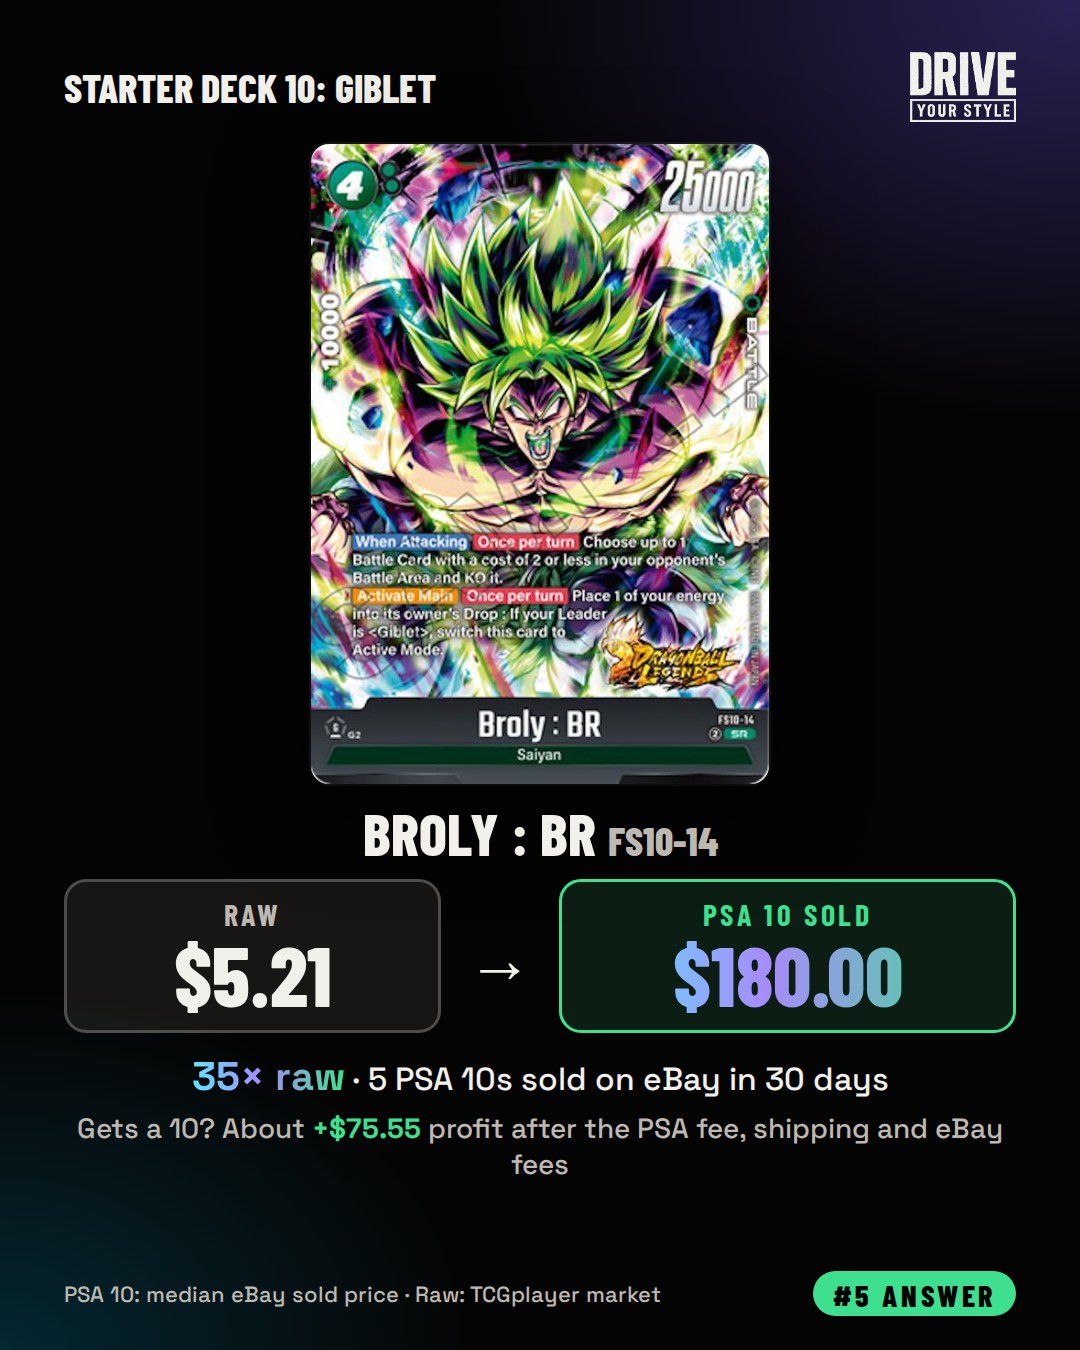 STARTER DECK 10: GIBLET
DRIVE
YOUR STYLE
4
25000
10000
BATTLE
When Attacking Once per turn Choose up to 1
Battle Card with a cost of 2 or less in your opponent's
Battle Area and KO it.
Activate Main Once per turn Place 1 of your energy
into its owner's Drop : If your Leader
is <Giblet>, switch this card to
Active Mode.
DRAGONBALL
LEGENDS
G2
Broly : BR
FS10-14
2 SR
Saiyan
BROLY : BR FS10-14
RAW
$5.21
→
PSA 10 SOLD
$180.00
35× raw · 5 PSA 10s sold on eBay in 30 days
Gets a 10? About +$75.55 profit after the PSA fee, shipping and eBay
fees
PSA 10: median eBay sold price · Raw: TCGplayer market
#5 ANSWER